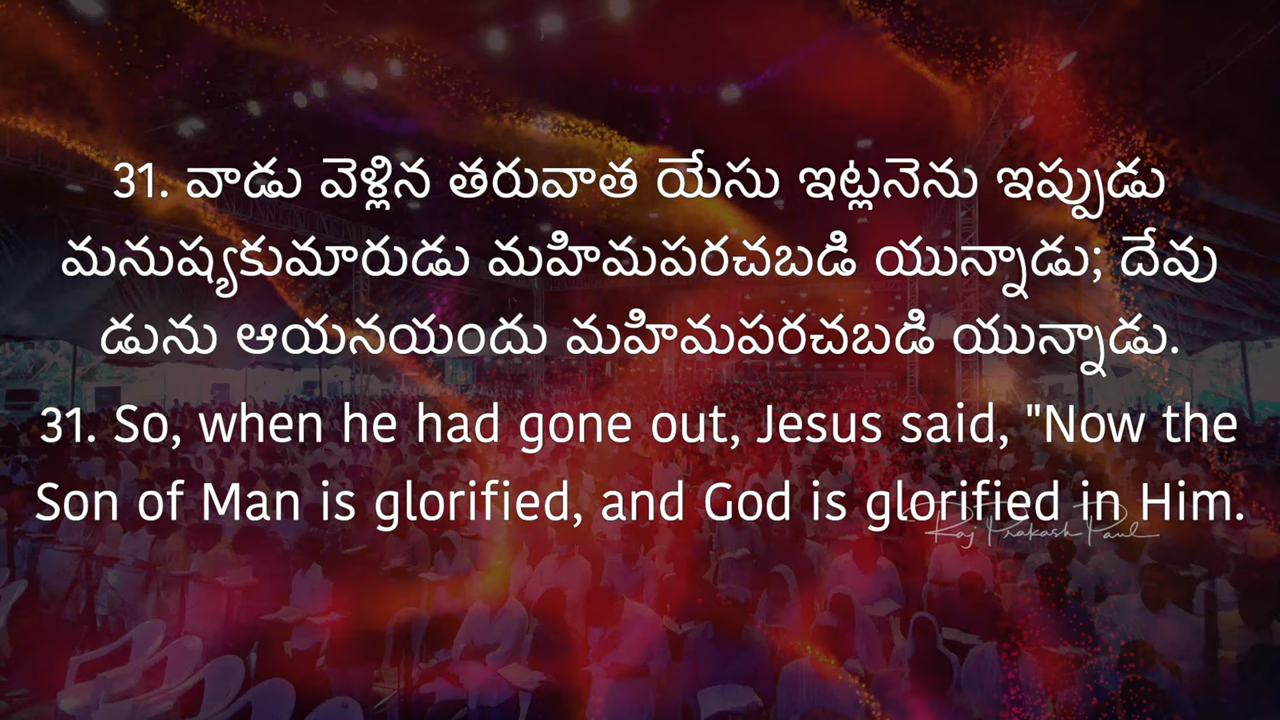 31. వాడు వెళ్లిన తరువాత యేసు ఇట్లనెను ఇప్పుడు
మనుష్యకుమారుడు మహిమపరచబడి యున్నాడు; దేవు
డును ఆయనయందు మహిమపరచబడి యున్నాడు.
31. So, when he had gone out, Jesus said, "Now the
Son of Man is glorified, and God is glorified in Him.
Raj Prakash Paul